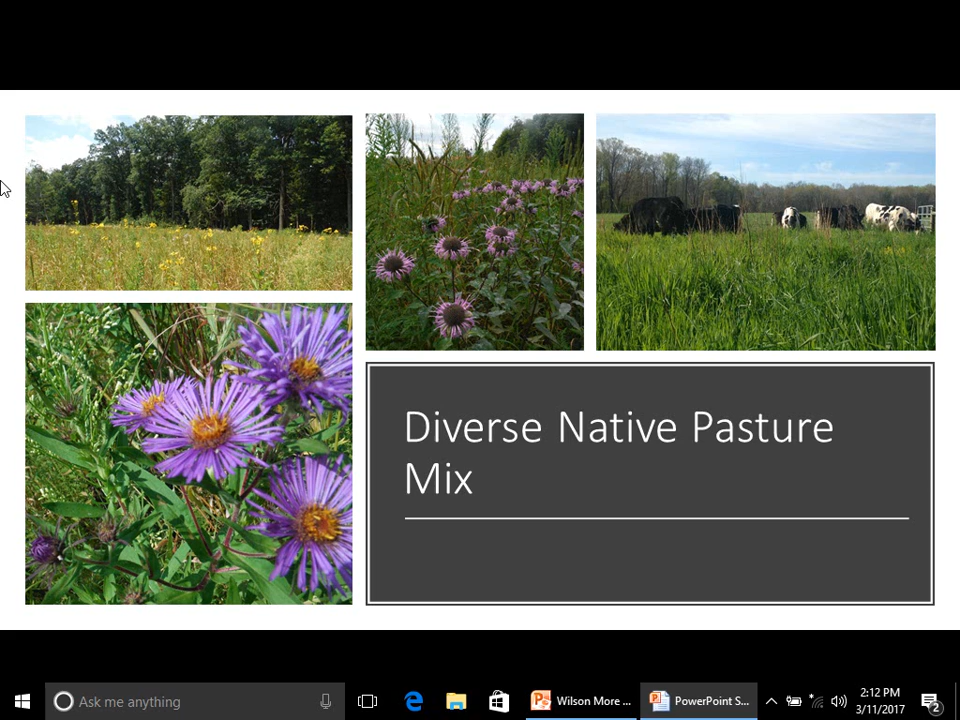 Diverse Native Pasture
Mix
Ask me anything
Wilson More ...
PowerPoint S...
2:12 PM
3/11/2017
2